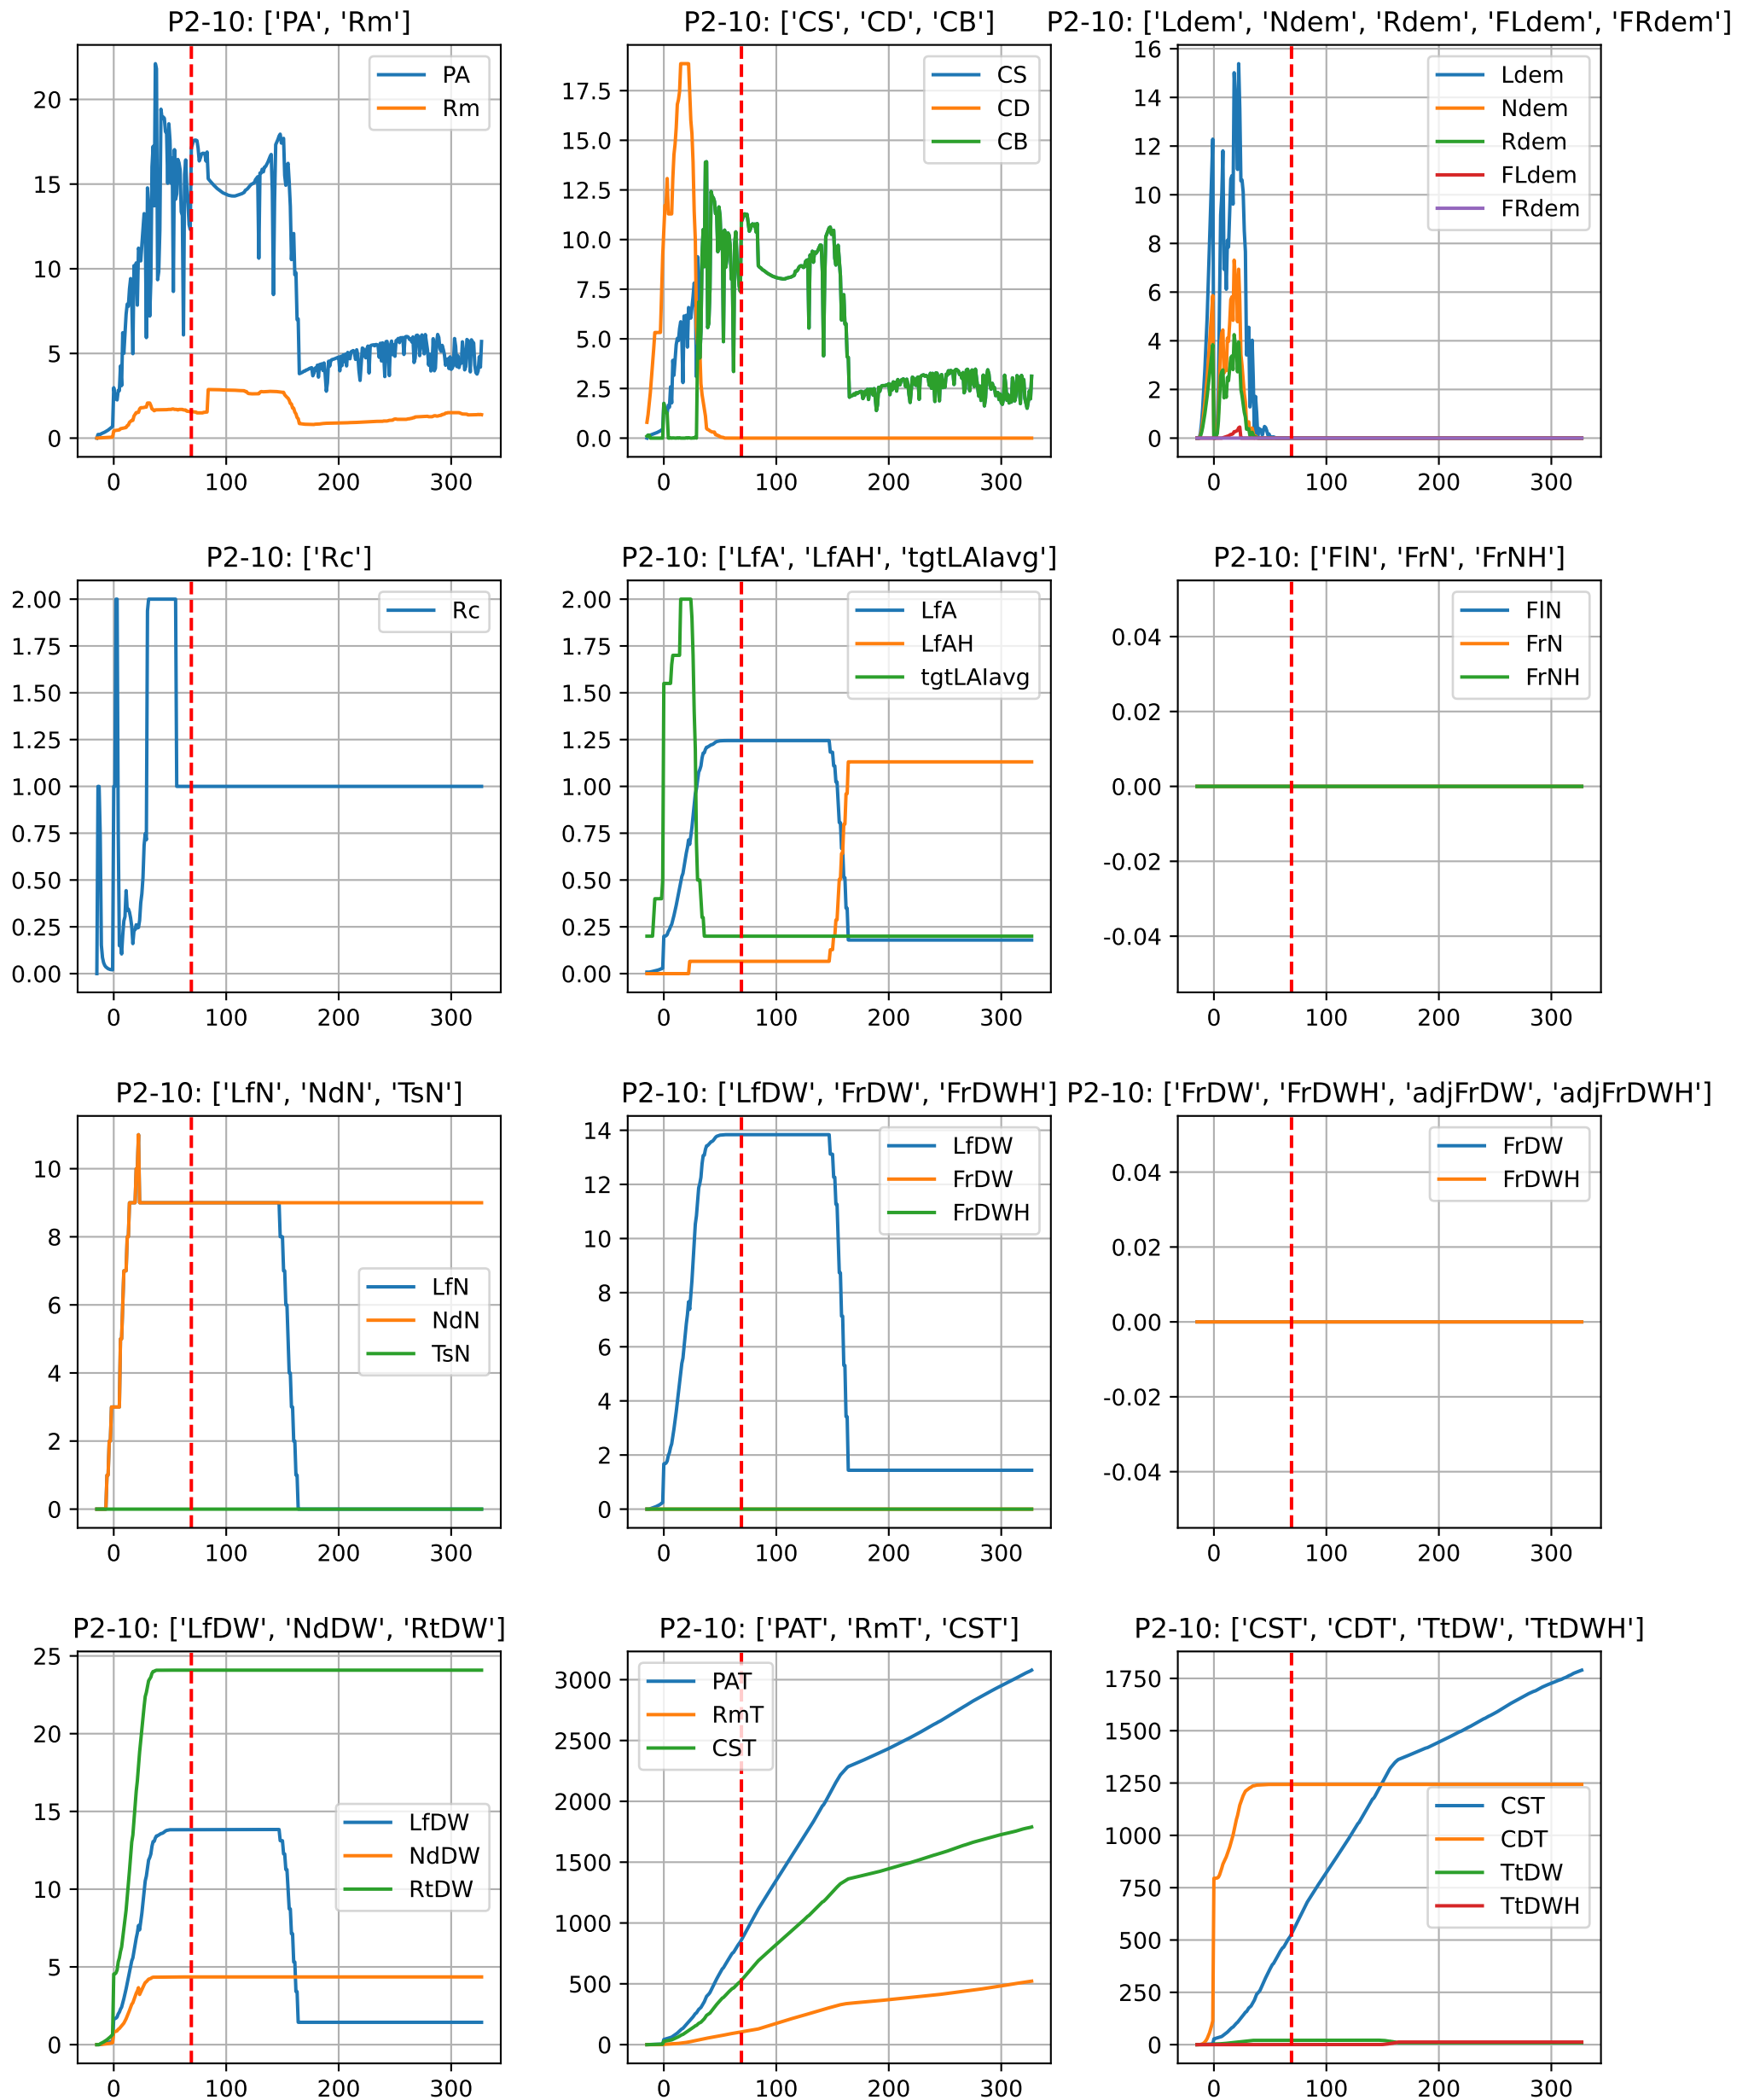 P2-10: ['PA', 'Rm']
20
15
10
5
0
0 100 200 300
PA
Rm
P2-10: ['CS', 'CD', 'CB']
17.5
15.0
12.5
10.0
7.5
5.0
2.5
0.0
0 100 200 300
CS
CD
CB
P2-10: ['Ldem', 'Ndem', 'Rdem', 'FLdem', 'FRdem']
16
14
12
10
8
6
4
2
0
0 100 200 300
Ldem
Ndem
Rdem
FLdem
FRdem
P2-10: ['Rc']
2.00
1.75
1.50
1.25
1.00
0.75
0.50
0.25
0.00
0 100 200 300
Rc
P2-10: ['LfA', 'LfAH', 'tgtLAIavg']
2.00
1.75
1.50
1.25
1.00
0.75
0.50
0.25
0.00
0 100 200 300
LfA
LfAH
tgtLAIavg
P2-10: ['FlN', 'FrN', 'FrNH']
0.04
0.02
0.00
-0.02
-0.04
0 100 200 300
FlN
FrN
FrNH
P2-10: ['LfN', 'NdN', 'TsN']
10
8
6
4
2
0
0 100 200 300
LfN
NdN
TsN
P2-10: ['LfDW', 'FrDW', 'FrDWH']
14
12
10
8
6
4
2
0
0 100 200 300
LfDW
FrDW
FrDWH
P2-10: ['FrDW', 'FrDWH', 'adjFrDW', 'adjFrDWH']
0.04
0.02
0.00
-0.02
-0.04
0 100 200 300
FrDW
FrDWH
P2-10: ['LfDW', 'NdDW', 'RtDW']
25
20
15
10
5
0
0 100 200 300
LfDW
NdDW
RtDW
P2-10: ['PAT', 'RmT', 'CST']
3000
2500
2000
1500
1000
500
0
0 100 200 300
PAT
RmT
CST
P2-10: ['CST', 'CDT', 'TtDW', 'TtDWH']
1750
1500
1250
1000
750
500
250
0
0 100 200 300
CST
CDT
TtDW
TtDWH